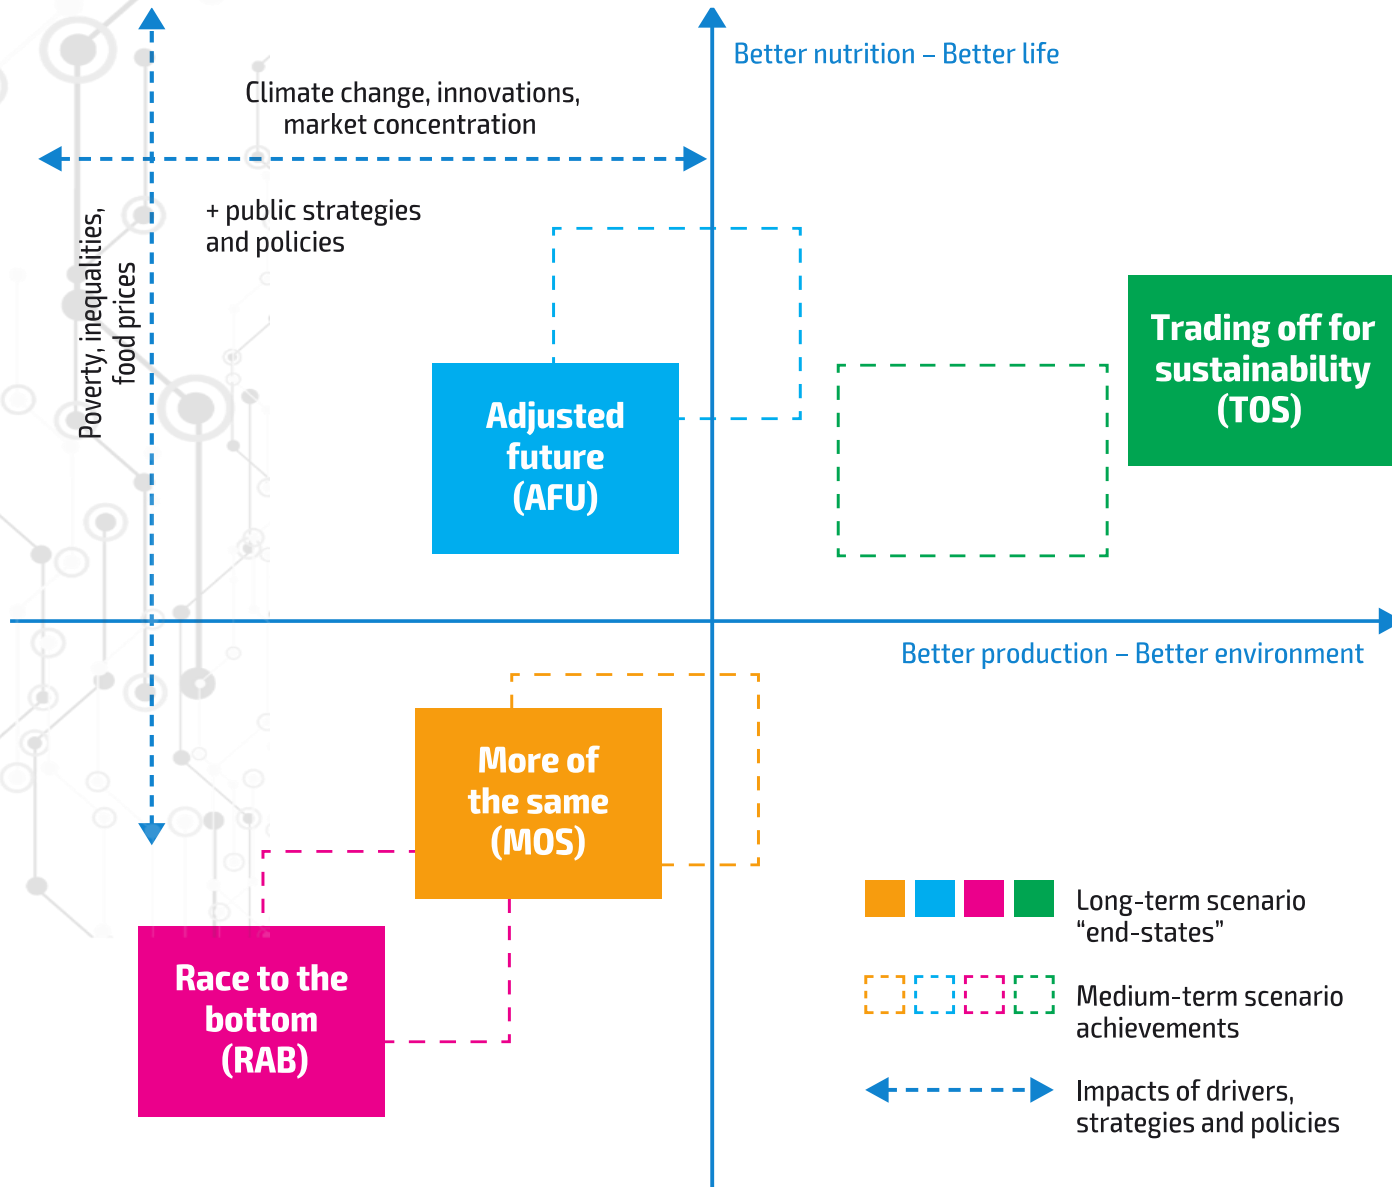 Better nutrition – Better life
Climate change, innovations,
market concentration
+ public strategies
and policies
Poverty, inequalities,
food prices
Trading off for
sustainability
(TOS)
Adjusted
future
(AFU)
Better production – Better environment
More of
the same
(MOS)
Race to the
bottom
(RAB)
Long-term scenario
“end-states”
Medium-term scenario
achievements
Impacts of drivers,
strategies and policies